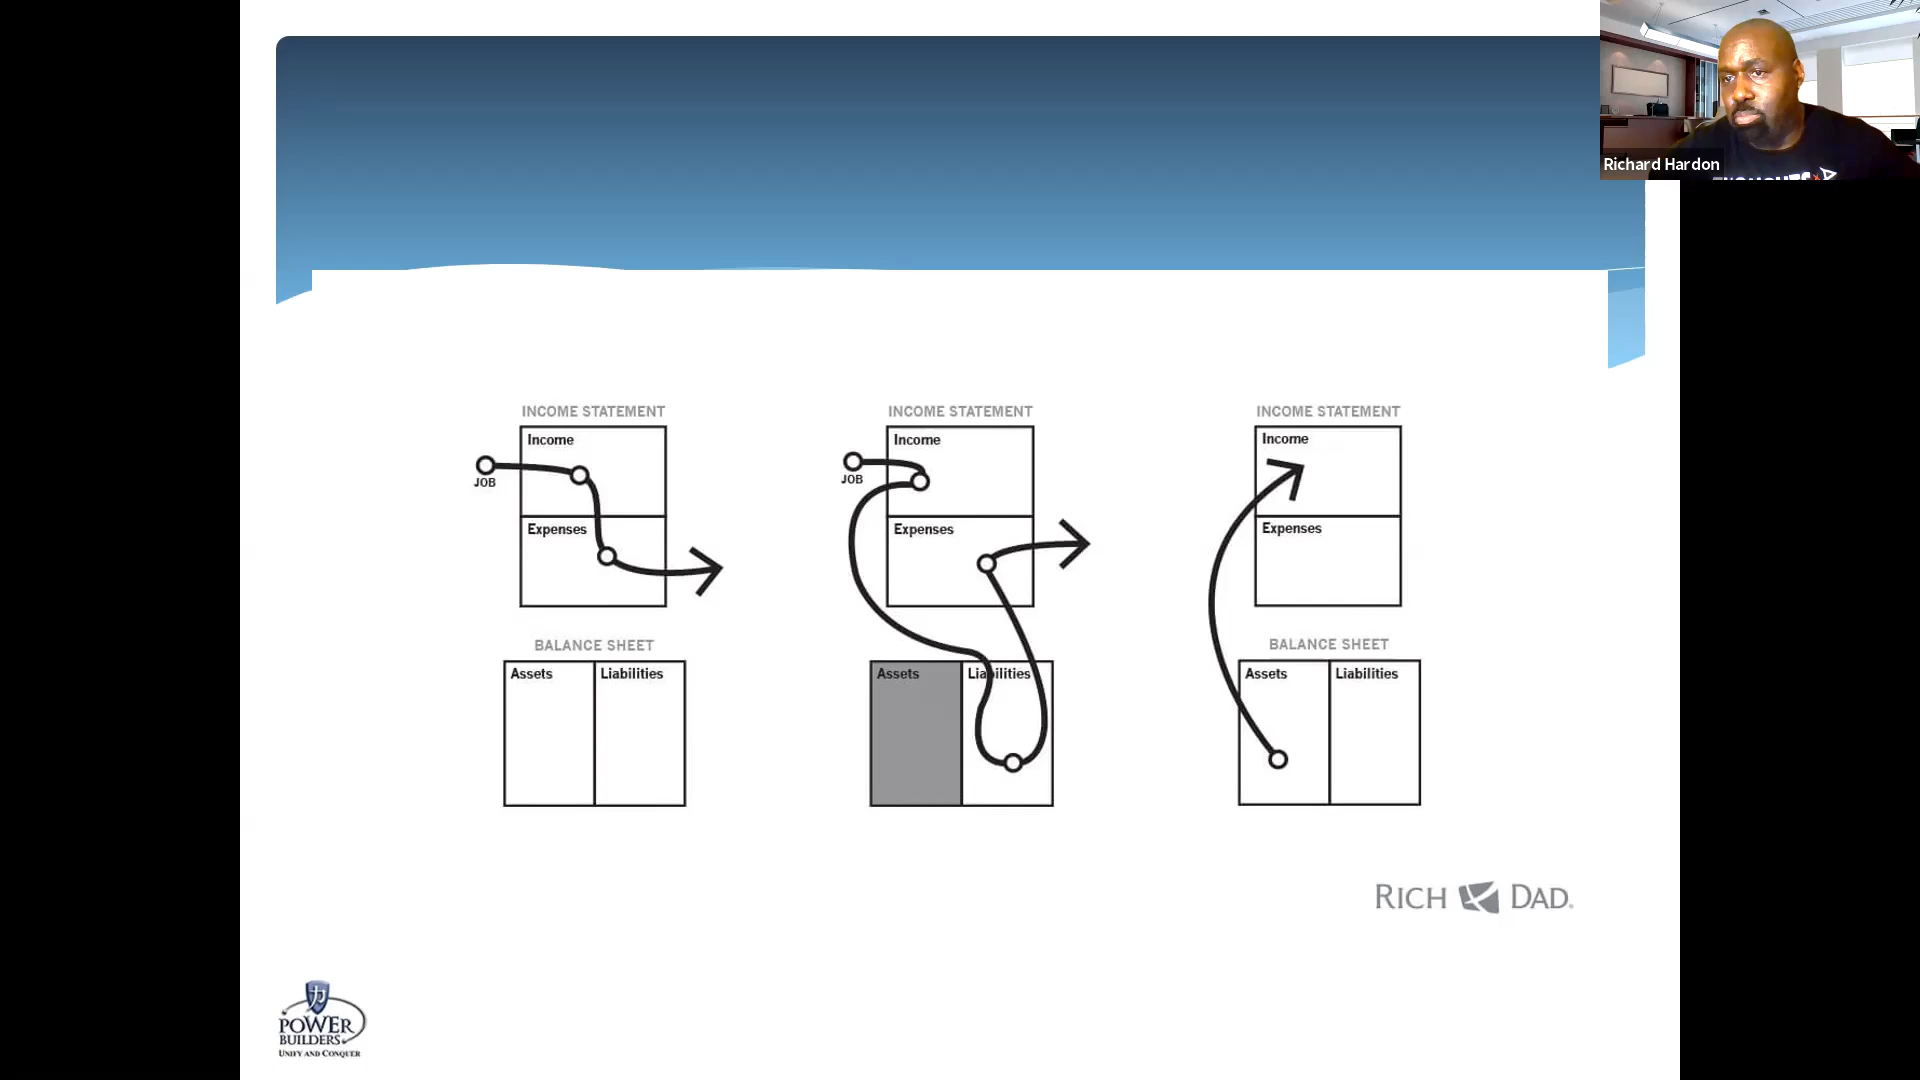 Richard Hardon
INCOME STATEMENT
Income
JOB
Expenses
BALANCE SHEET
Assets
Liabilities
INCOME STATEMENT
Income
JOB
Expenses
Assets
Liabilities
INCOME STATEMENT
Income
Expenses
BALANCE SHEET
Assets
Liabilities
RICH DAD
POWER
BUILDERS
UNIFY AND CONQUER